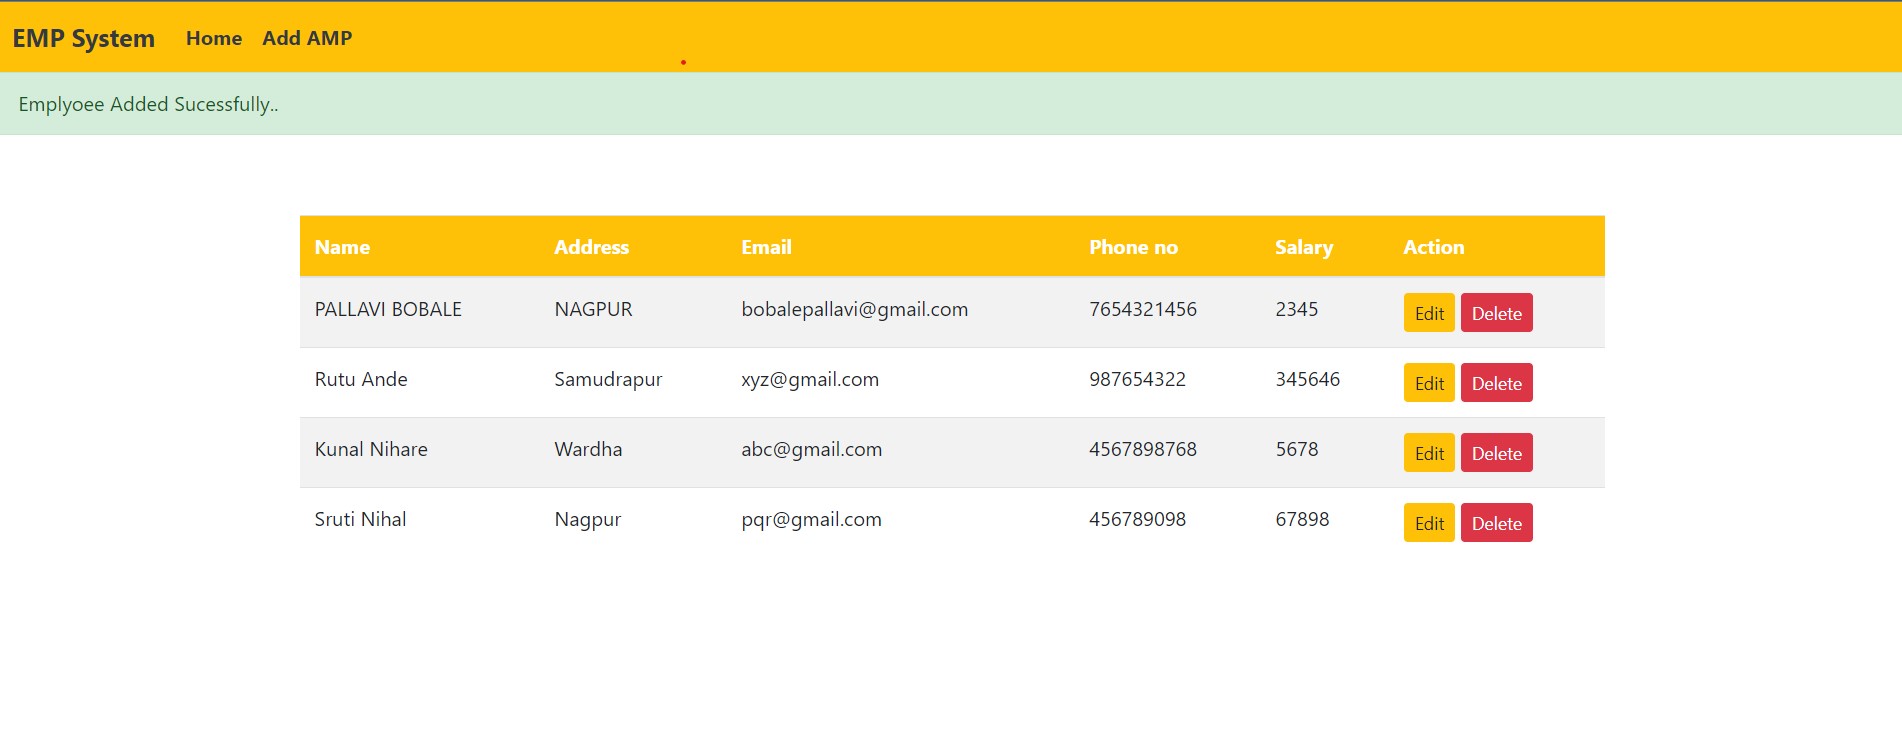 EMP System Home Add AMP
Emplyoee Added Sucessfully..
Name Address Email Phone no Salary Action
PALLAVI BOBALE NAGPUR bobalepallavi@gmail.com 7654321456 2345 Edit Delete
Rutu Ande Samudrapur xyz@gmail.com 987654322 345646 Edit Delete
Kunal Nihare Wardha abc@gmail.com 4567898768 5678 Edit Delete
Sruti Nihal Nagpur pqr@gmail.com 456789098 67898 Edit Delete